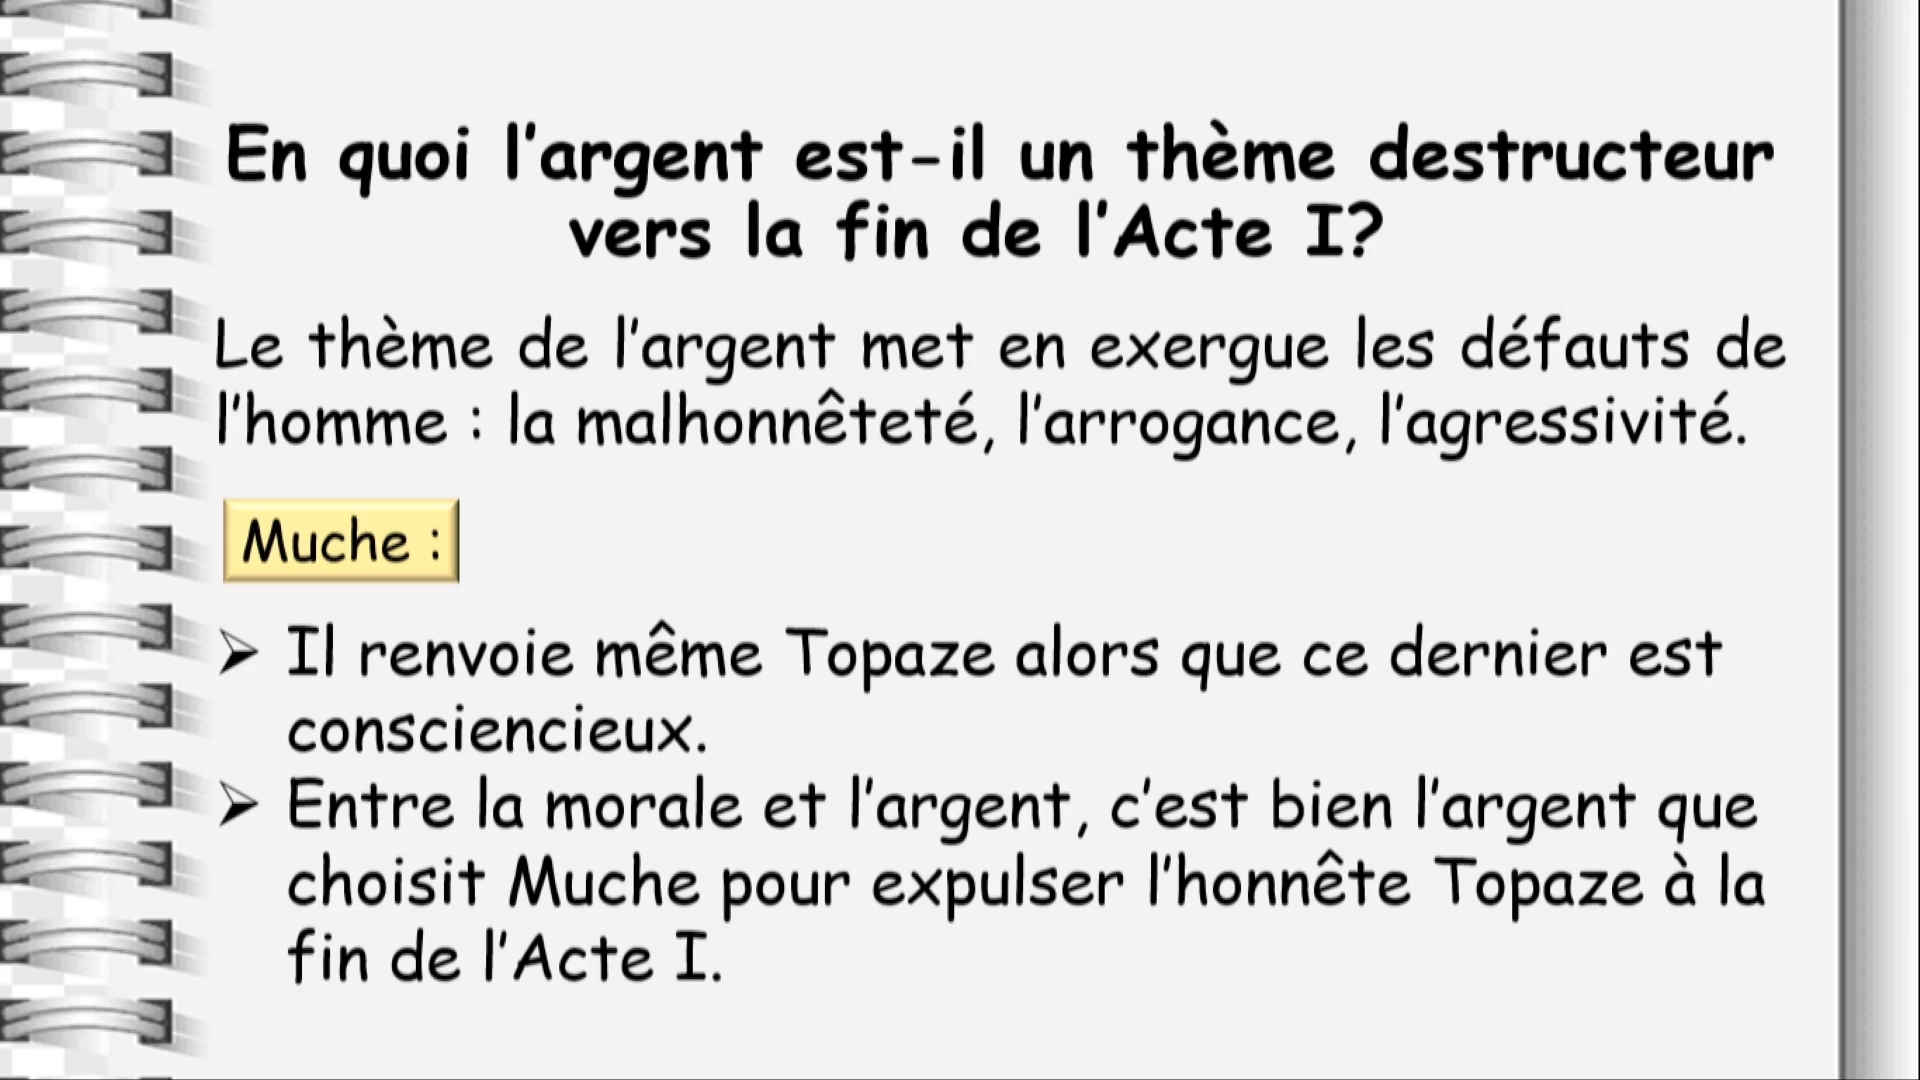 En quoi l'argent est-il un thème destructeur
vers la fin de l'Acte I?
Le thème de l'argent met en exergue les défauts de
l'homme : la malhonnêteté, l'arrogance, l'agressivité.
Muche :
➢ Il renvoie même Topaze alors que ce dernier est
consciencieux.
➢ Entre la morale et l'argent, c'est bien l'argent que
choisit Muche pour expulser l'honnête Topaze à la
fin de l'Acte I.